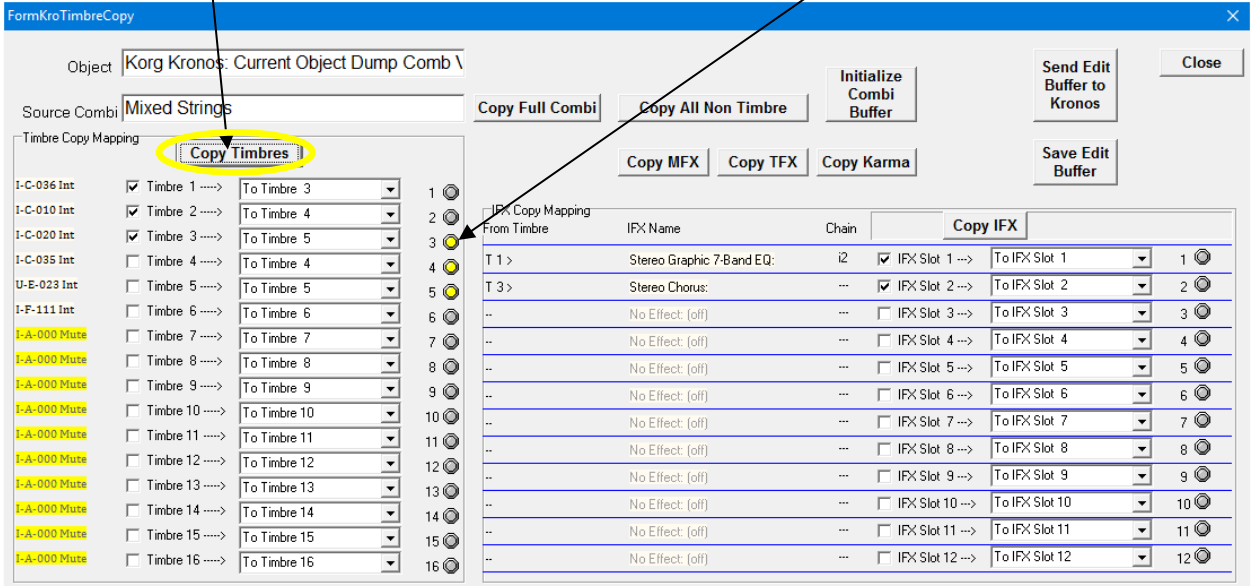 FormKroTimbreCopy
Object Korg Kronos: Current Object Dump Comb V
Source Combi Mixed Strings
Copy Full Combi
Copy All Non Timbre
Initialize Combi Buffer
Send Edit Buffer to Kronos
Close
Copy MFX
Copy TFX
Copy Karma
Save Edit Buffer
Timbre Copy Mapping
Copy Timbres
I-C-036 Int Timbre 1 ----> To Timbre 3 1
I-C-010 Int Timbre 2 ----> To Timbre 4 2
I-C-020 Int Timbre 3 ----> To Timbre 5 3
I-C-035 Int Timbre 4 ----> To Timbre 4 4
U-E-023 Int Timbre 5 ----> To Timbre 5 5
I-F-111 Int Timbre 6 ----> To Timbre 6 6
I-A-000 Mute Timbre 7 ----> To Timbre 7 7
I-A-000 Mute Timbre 8 ----> To Timbre 8 8
I-A-000 Mute Timbre 9 ----> To Timbre 9 9
I-A-000 Mute Timbre 10 ----> To Timbre 10 10
I-A-000 Mute Timbre 11 ----> To Timbre 11 11
I-A-000 Mute Timbre 12 ----> To Timbre 12 12
I-A-000 Mute Timbre 13 ----> To Timbre 13 13
I-A-000 Mute Timbre 14 ----> To Timbre 14 14
I-A-000 Mute Timbre 15 ----> To Timbre 15 15
I-A-000 Mute Timbre 16 ----> To Timbre 16 16
IFX Copy Mapping
From Timbre IFX Name Chain Copy IFX
T 1 > Stereo Graphic 7-Band EQ: i2 IFX Slot 1 ---> To IFX Slot 1 1
T 3 > Stereo Chorus: --- IFX Slot 2 ---> To IFX Slot 2 2
-- No Effect: (off) --- IFX Slot 3 ---> To IFX Slot 3 3
-- No Effect: (off) --- IFX Slot 4 ---> To IFX Slot 4 4
-- No Effect: (off) --- IFX Slot 5 ---> To IFX Slot 5 5
-- No Effect: (off) --- IFX Slot 6 ---> To IFX Slot 6 6
-- No Effect: (off) --- IFX Slot 7 ---> To IFX Slot 7 7
-- No Effect: (off) --- IFX Slot 8 ---> To IFX Slot 8 8
-- No Effect: (off) --- IFX Slot 9 ---> To IFX Slot 9 9
-- No Effect: (off) --- IFX Slot 10 ---> To IFX Slot 10 10
-- No Effect: (off) --- IFX Slot 11 ---> To IFX Slot 11 11
-- No Effect: (off) --- IFX Slot 12 ---> To IFX Slot 12 12